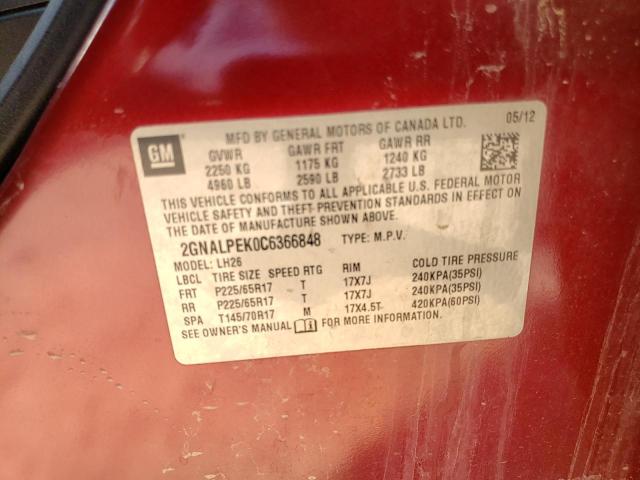 GM
MFD BY GENERAL MOTORS OF CANADA LTD. 05/12
GVWR GAWR FRT GAWR RR
2250 KG 1175 KG 1240 KG
4960 LB 2590 LB 2733 LB
THIS VEHICLE CONFORMS TO ALL APPLICABLE U.S. FEDERAL MOTOR
VEHICLE SAFETY AND THEFT PREVENTION STANDARDS IN EFFECT ON
THE DATE OF MANUFACTURE SHOWN ABOVE.
2GNALPEK0C6366848 TYPE: M.P.V.
MODEL: LH26
LBCL TIRE SIZE SPEED RTG RIM COLD TIRE PRESSURE
FRT P225/65R17 T 17X7J 240KPA(35PSI)
RR P225/65R17 T 17X7J 240KPA(35PSI)
SPA T145/70R17 M 17X4.5T 420KPA(60PSI)
SEE OWNER'S MANUAL FOR MORE INFORMATION.